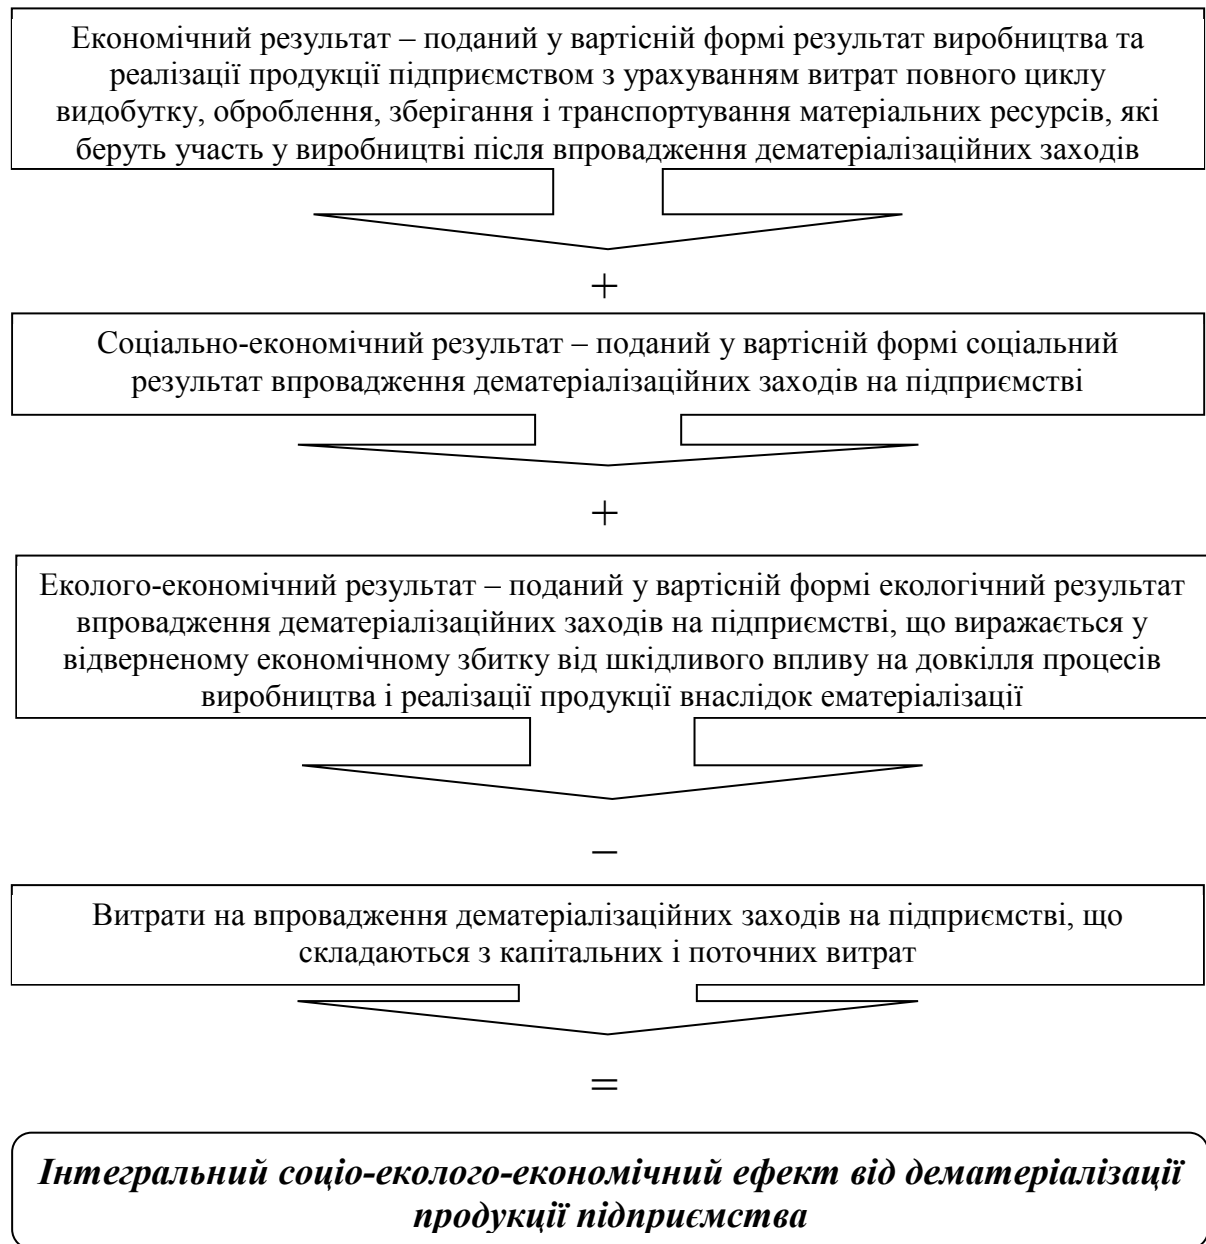 Економічний результат – поданий у вартісній формі результат виробництва та
реалізації продукції підприємством з урахуванням витрат повного циклу
видобутку, оброблення, зберігання і транспортування матеріальних ресурсів, які
беруть участь у виробництві після впровадження дематеріалізаційних заходів
+
Соціально-економічний результат – поданий у вартісній формі соціальний
результат впровадження дематеріалізаційних заходів на підприємстві
+
Еколого-економічний результат – поданий у вартісній формі екологічний результат
впровадження дематеріалізаційних заходів на підприємстві, що виражається у
відверненому економічному збитку від шкідливого впливу на довкілля процесів
виробництва і реалізації продукції внаслідок ематеріалізації
–
Витрати на впровадження дематеріалізаційних заходів на підприємстві, що
складаються з капітальних і поточних витрат
=
Інтегральний соціо-еколого-економічний ефект від дематеріалізації
продукції підприємства